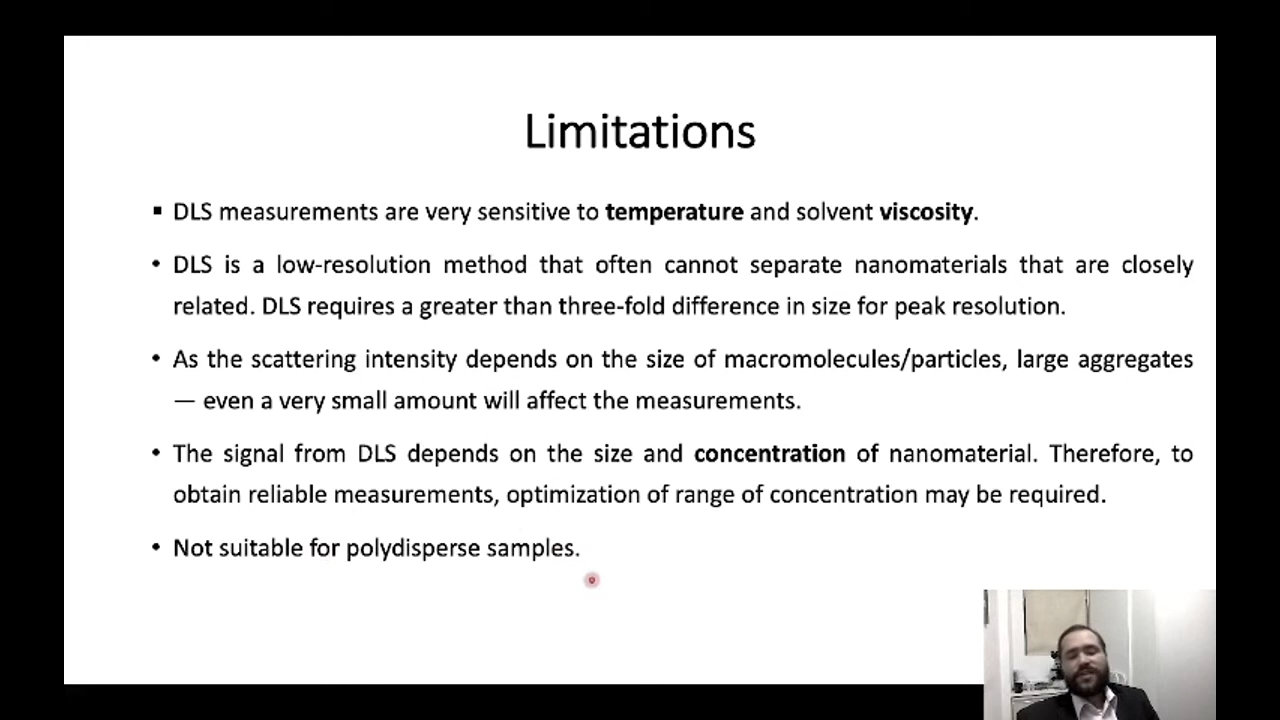 Limitations
▪ DLS measurements are very sensitive to temperature and solvent viscosity.
• DLS is a low-resolution method that often cannot separate nanomaterials that are closely
related. DLS requires a greater than three-fold difference in size for peak resolution.
• As the scattering intensity depends on the size of macromolecules/particles, large aggregates
— even a very small amount will affect the measurements.
• The signal from DLS depends on the size and concentration of nanomaterial. Therefore, to
obtain reliable measurements, optimization of range of concentration may be required.
• Not suitable for polydisperse samples.